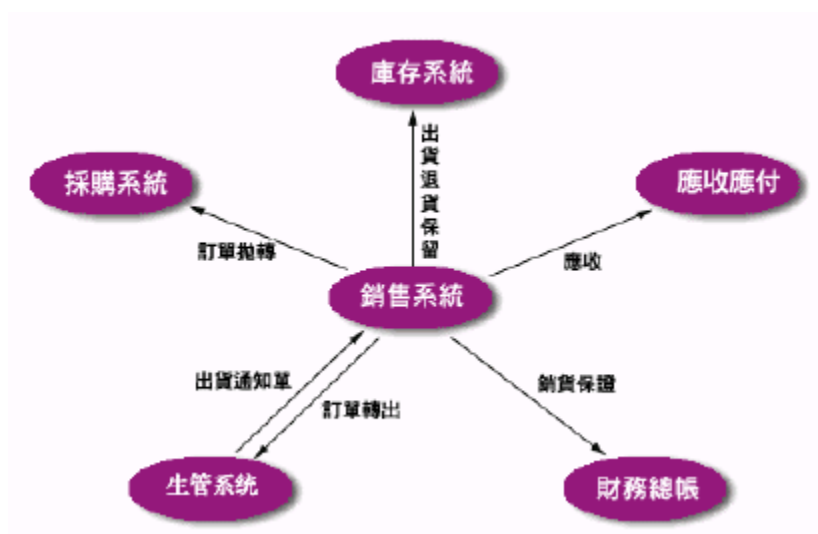 庫存系統
出貨退貨保留
採購系統
應收應付
訂單拋轉
應收
銷售系統
出貨通知單
訂單轉出
銷貨保證
生管系統
財務總帳